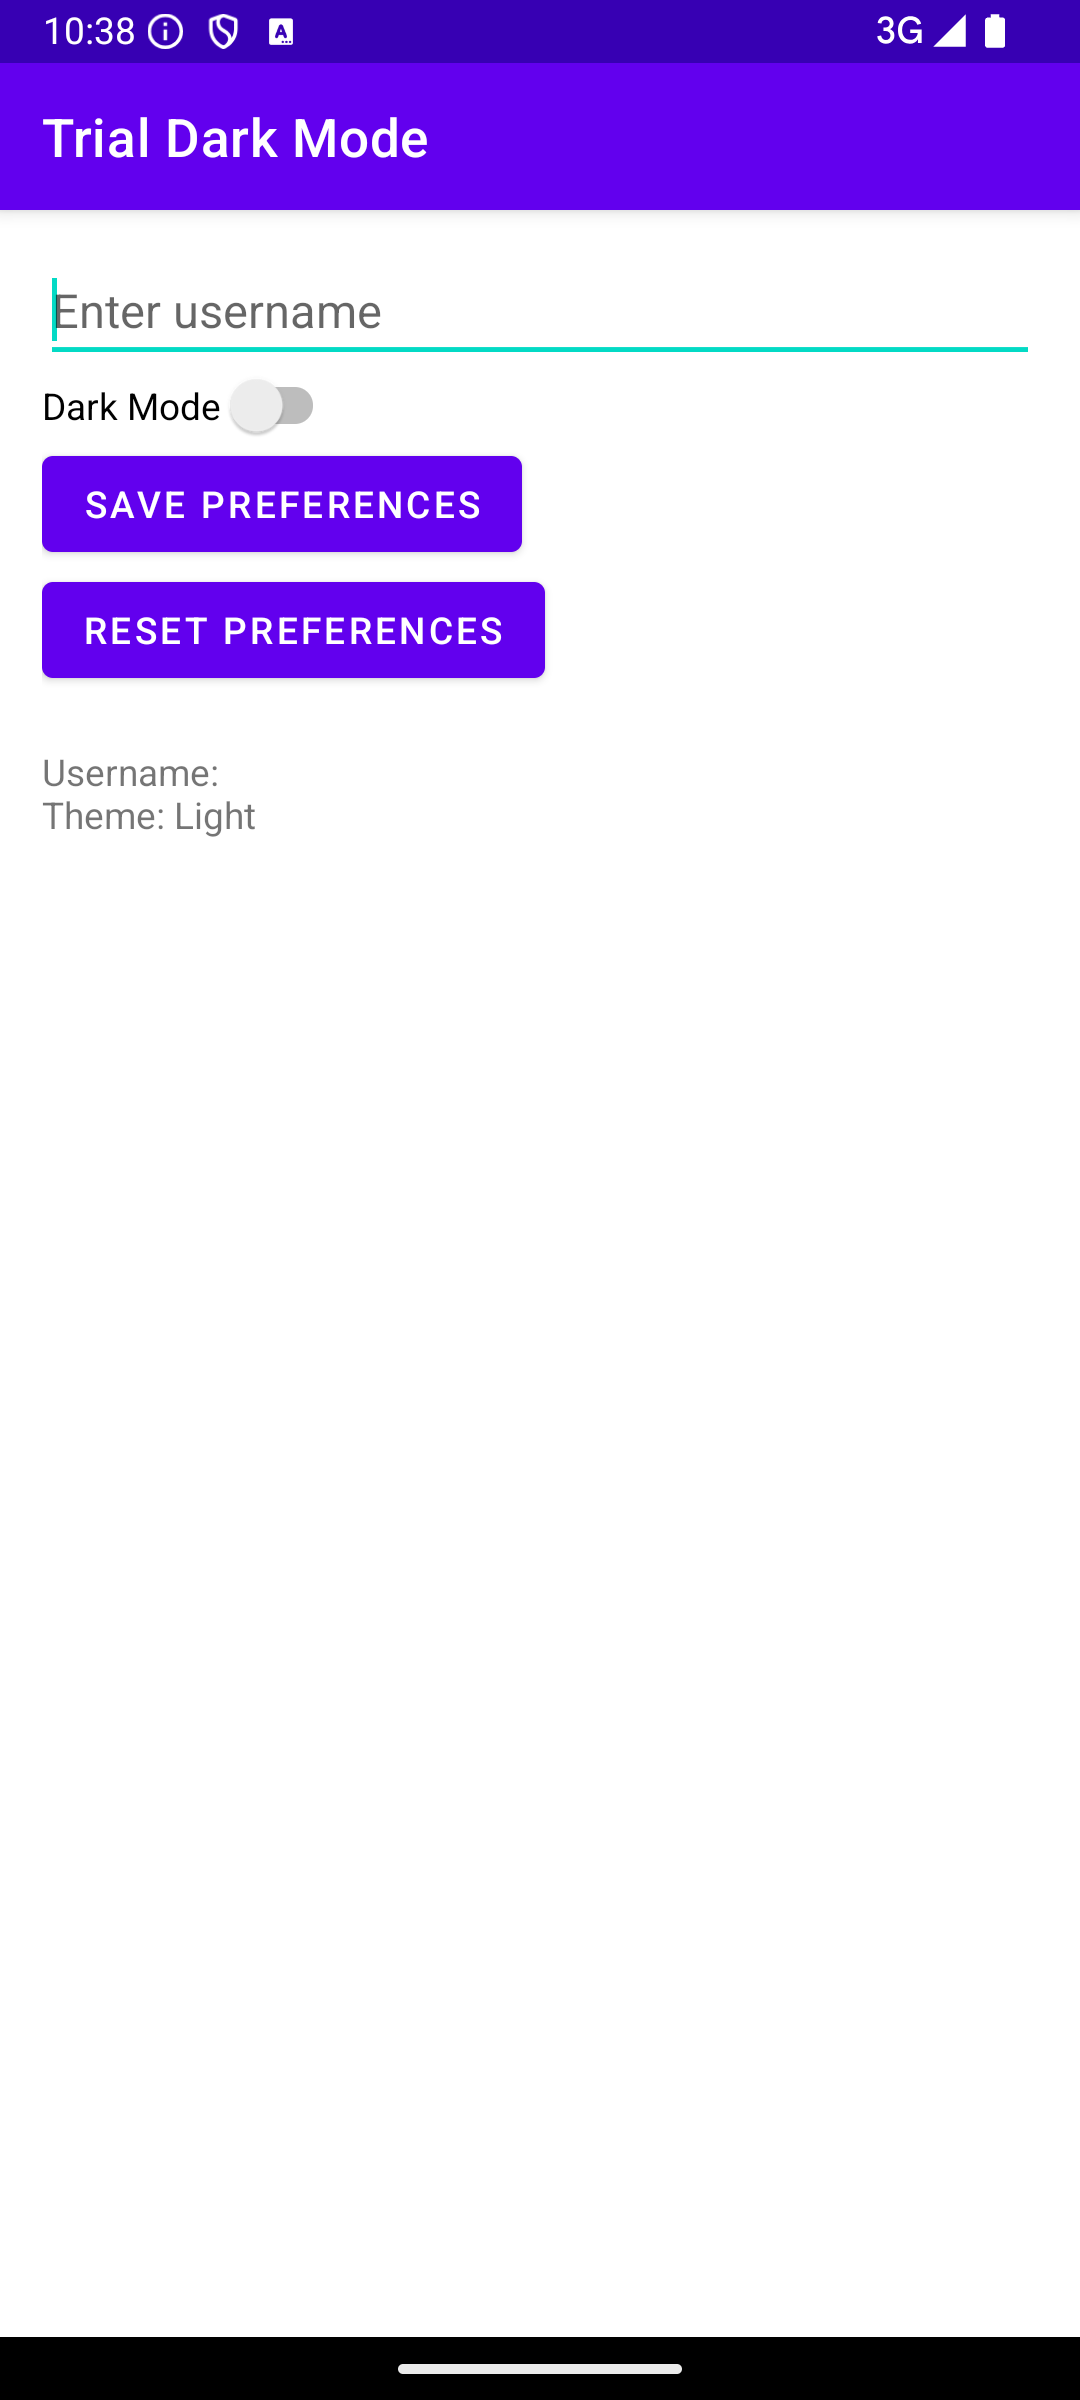 10:38 3G
Trial Dark Mode
Enter username
Dark Mode
SAVE PREFERENCES
RESET PREFERENCES
Username:
Theme: Light